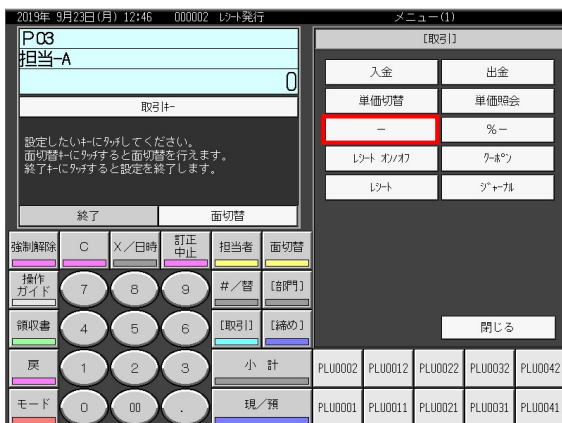 2019年 9月23日(月) 12:46 000002 レシート発行 メニュー(1)
P03
担当-A
0
取引キー
設定したいキーにタッチしてください。
面切替キーにタッチすると面切替を行えます。
終了キーにタッチすると設定を終了します。
終了 面切替
[取引]
入金 出金
単価切替 単価照会
－ %－
レシート オン/オフ クーポン
レシート ジャーナル
閉じる
強制解除 C X/日時 訂正中止 担当者 面切替
操作ガイド 7 8 9 #/替 [部門]
領収書 4 5 6 [取引] [締め]
戻 1 2 3 小 計
モード 0 00 . 現/預
PLU0002 PLU0012 PLU0022 PLU0032 PLU0042
PLU0001 PLU0011 PLU0021 PLU0031 PLU0041